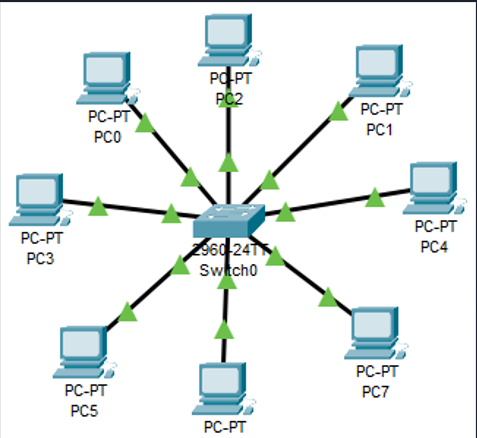 PC-PT
PC2
PC-PT
PC0
PC-PT
PC1
PC-PT
PC3
PC-PT
PC4
2960-24TT
Switch0
PC-PT
PC5
PC-PT
PC7
PC-PT